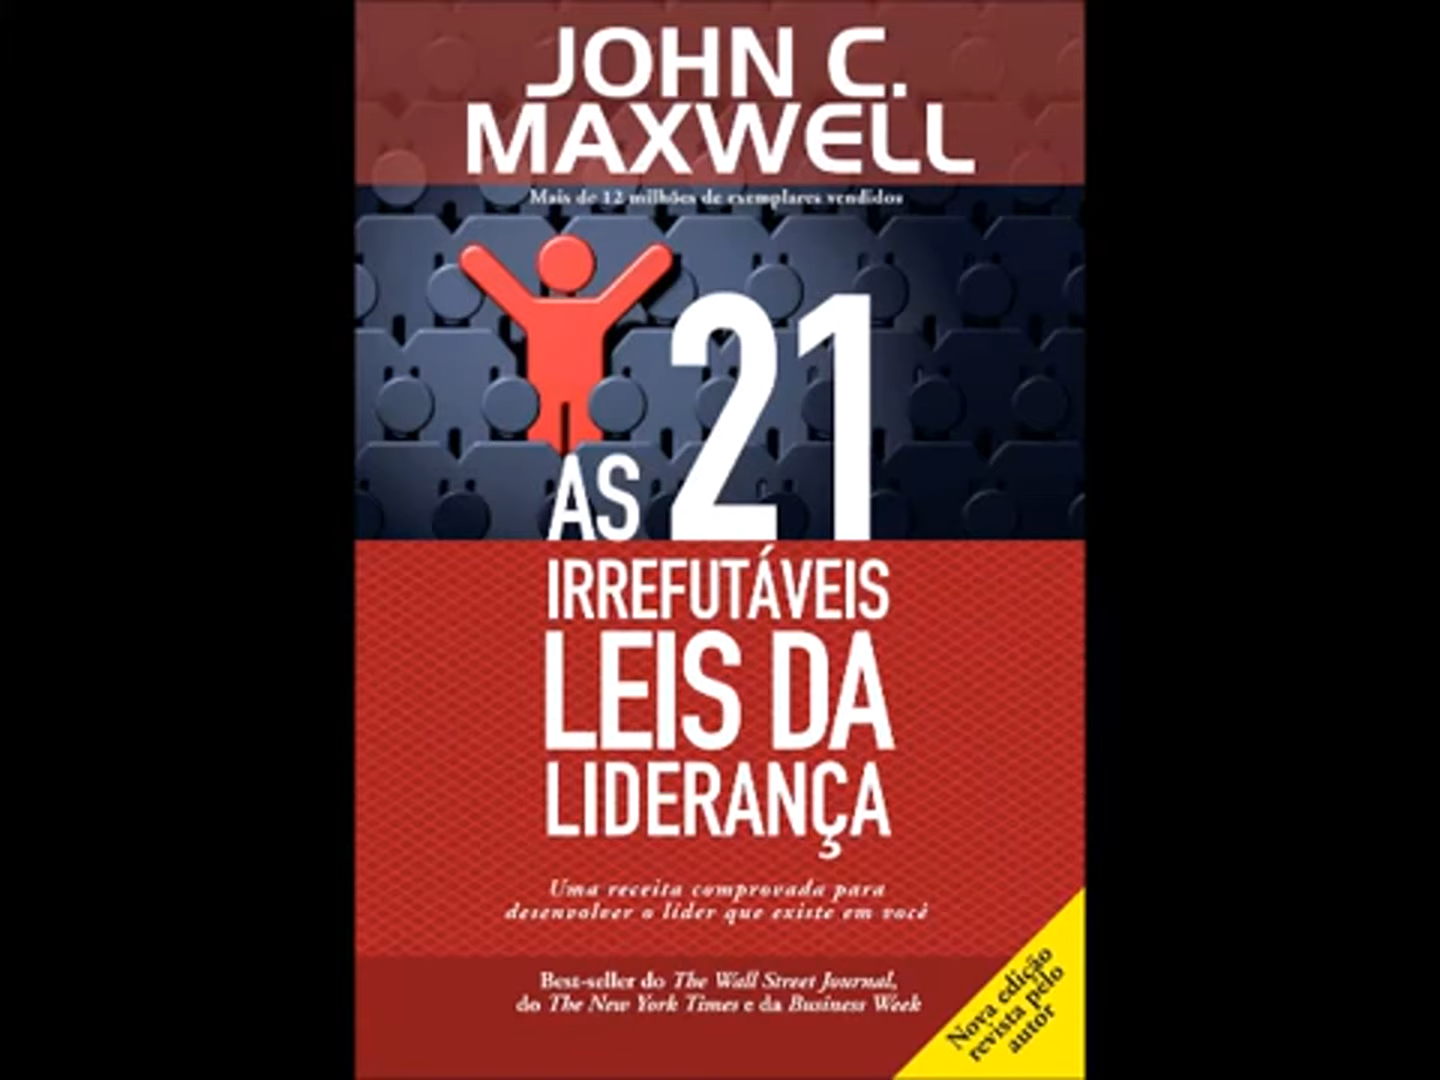 JOHN C.
MAXWELL
Mais de 12 milhões de exemplares vendidos
AS 21
IRREFUTÁVEIS
LEIS DA
LIDERANÇA
Uma receita comprovada para
desenvolver o líder que existe em você
Best-seller do The Wall Street Journal,
do The New York Times e da Business Week
Nova edição
revista pelo
autor